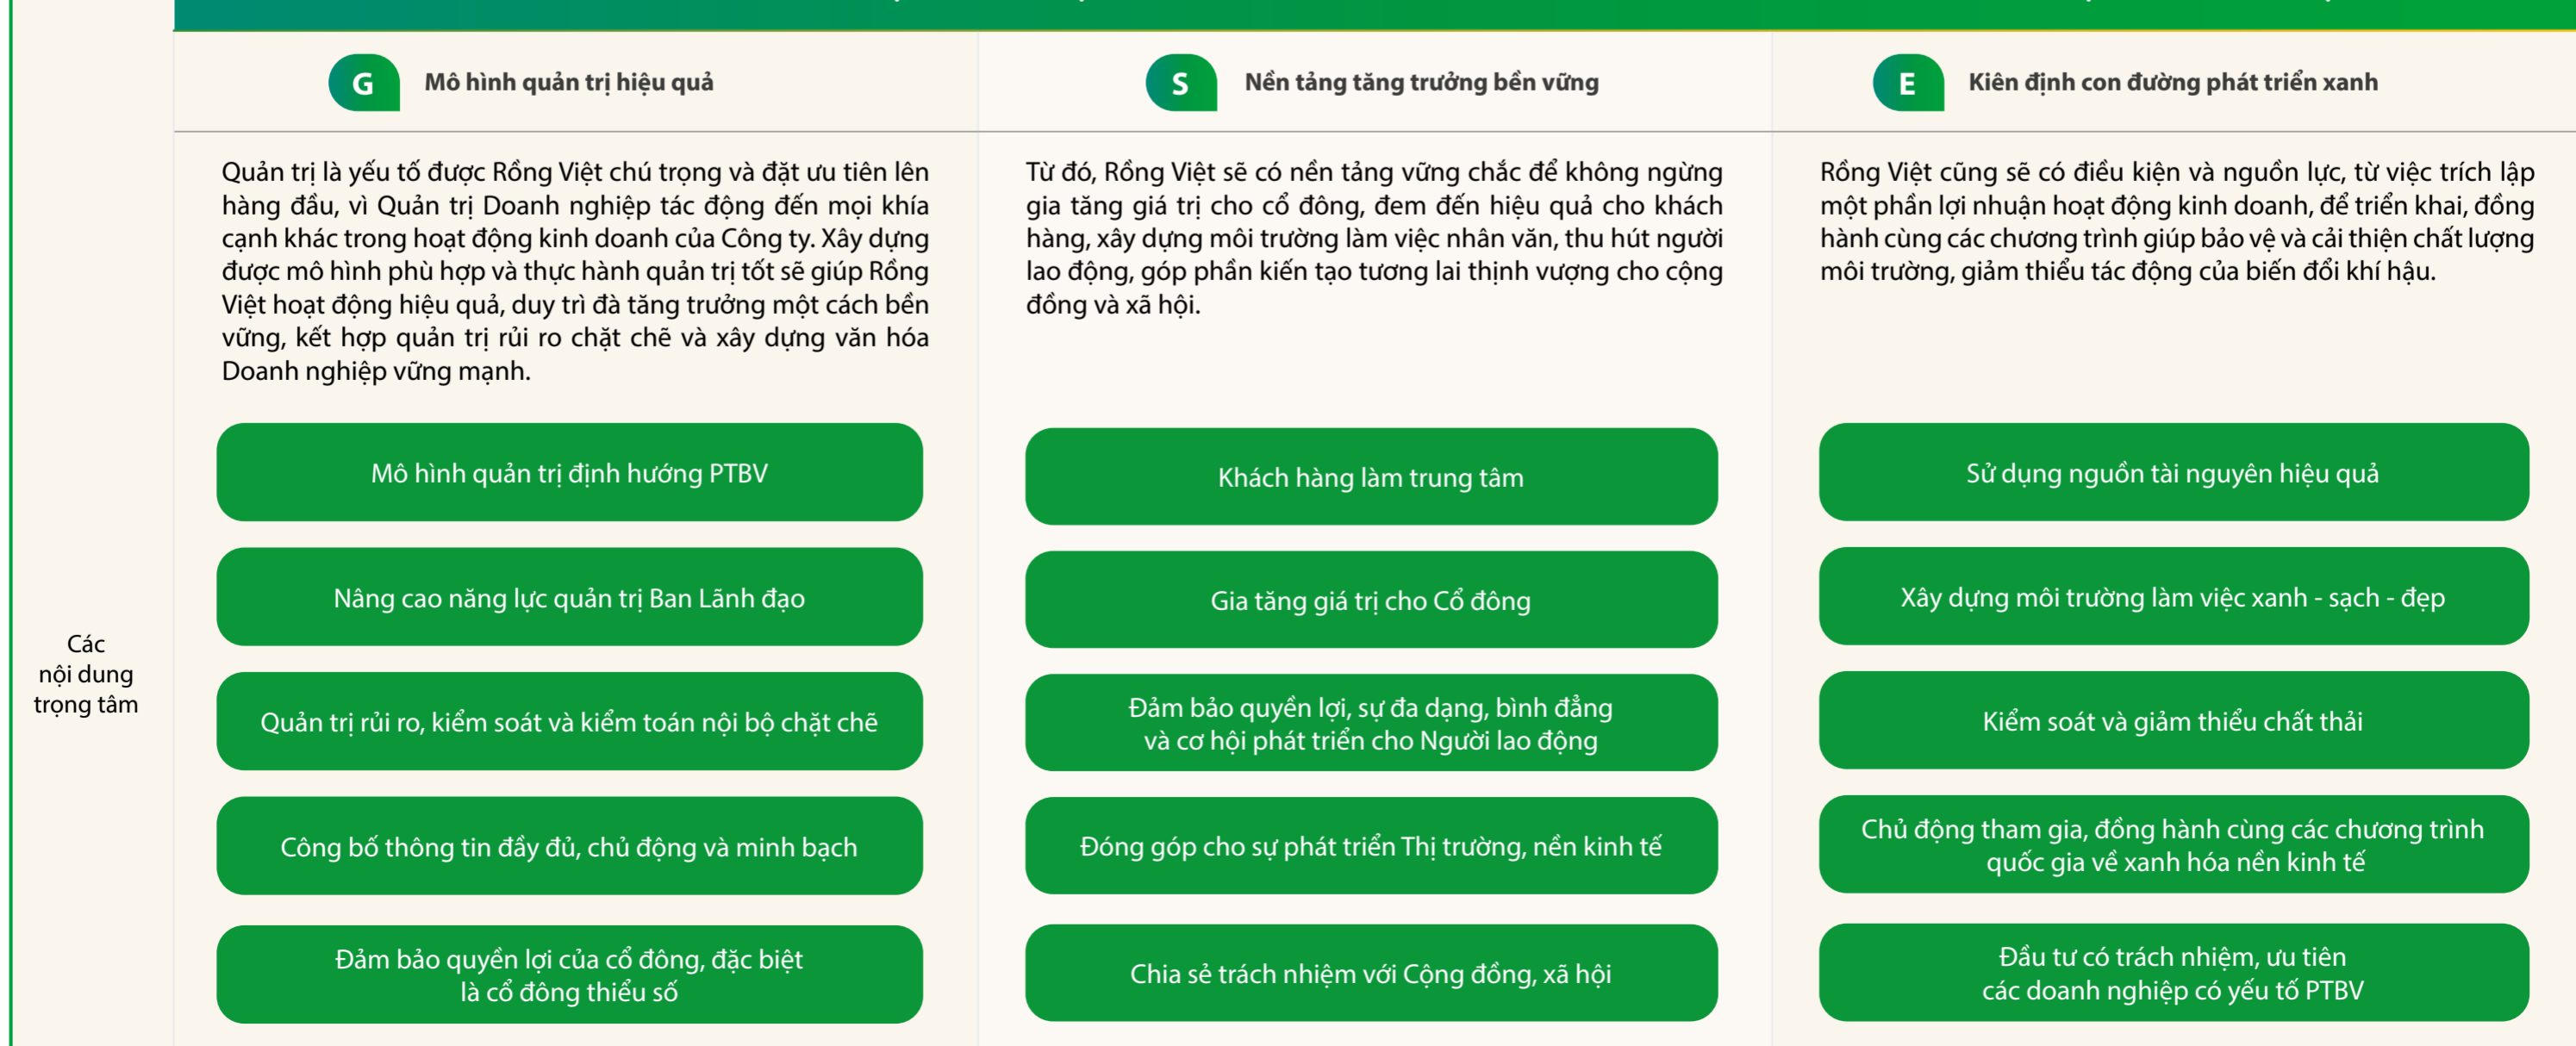 G
Mô hình quản trị hiệu quả
Quản trị là yếu tố được Rồng Việt chú trọng và đặt ưu tiên lên
hàng đầu, vì Quản trị Doanh nghiệp tác động đến mọi khía
cạnh khác trong hoạt động kinh doanh của Công ty. Xây dựng
được mô hình phù hợp và thực hành quản trị tốt sẽ giúp Rồng
Việt hoạt động hiệu quả, duy trì đà tăng trưởng một cách bền
vững, kết hợp quản trị rủi ro chặt chẽ và xây dựng văn hóa
Doanh nghiệp vững mạnh.
S
Nền tảng tăng trưởng bền vững
Từ đó, Rồng Việt sẽ có nền tảng vững chắc để không ngừng
gia tăng giá trị cho cổ đông, đem đến hiệu quả cho khách
hàng, xây dựng môi trường làm việc nhân văn, thu hút người
lao động, góp phần kiến tạo tương lai thịnh vượng cho cộng
đồng và xã hội.
E
Kiên định con đường phát triển xanh
Rồng Việt cũng sẽ có điều kiện và nguồn lực, từ việc trích lập
một phần lợi nhuận hoạt động kinh doanh, để triển khai, đồng
hành cùng các chương trình giúp bảo vệ và cải thiện chất lượng
môi trường, giảm thiểu tác động của biến đổi khí hậu.
Các
nội dung
trọng tâm
Mô hình quản trị định hướng PTBV
Nâng cao năng lực quản trị Ban Lãnh đạo
Quản trị rủi ro, kiểm soát và kiểm toán nội bộ chặt chẽ
Công bố thông tin đầy đủ, chủ động và minh bạch
Đảm bảo quyền lợi của cổ đông, đặc biệt
là cổ đông thiểu số
Khách hàng làm trung tâm
Gia tăng giá trị cho Cổ đông
Đảm bảo quyền lợi, sự đa dạng, bình đẳng
và cơ hội phát triển cho Người lao động
Đóng góp cho sự phát triển Thị trường, nền kinh tế
Chia sẻ trách nhiệm với Cộng đồng, xã hội
Sử dụng nguồn tài nguyên hiệu quả
Xây dựng môi trường làm việc xanh - sạch - đẹp
Kiểm soát và giảm thiểu chất thải
Chủ động tham gia, đồng hành cùng các chương trình
quốc gia về xanh hóa nền kinh tế
Đầu tư có trách nhiệm, ưu tiên
các doanh nghiệp có yếu tố PTBV